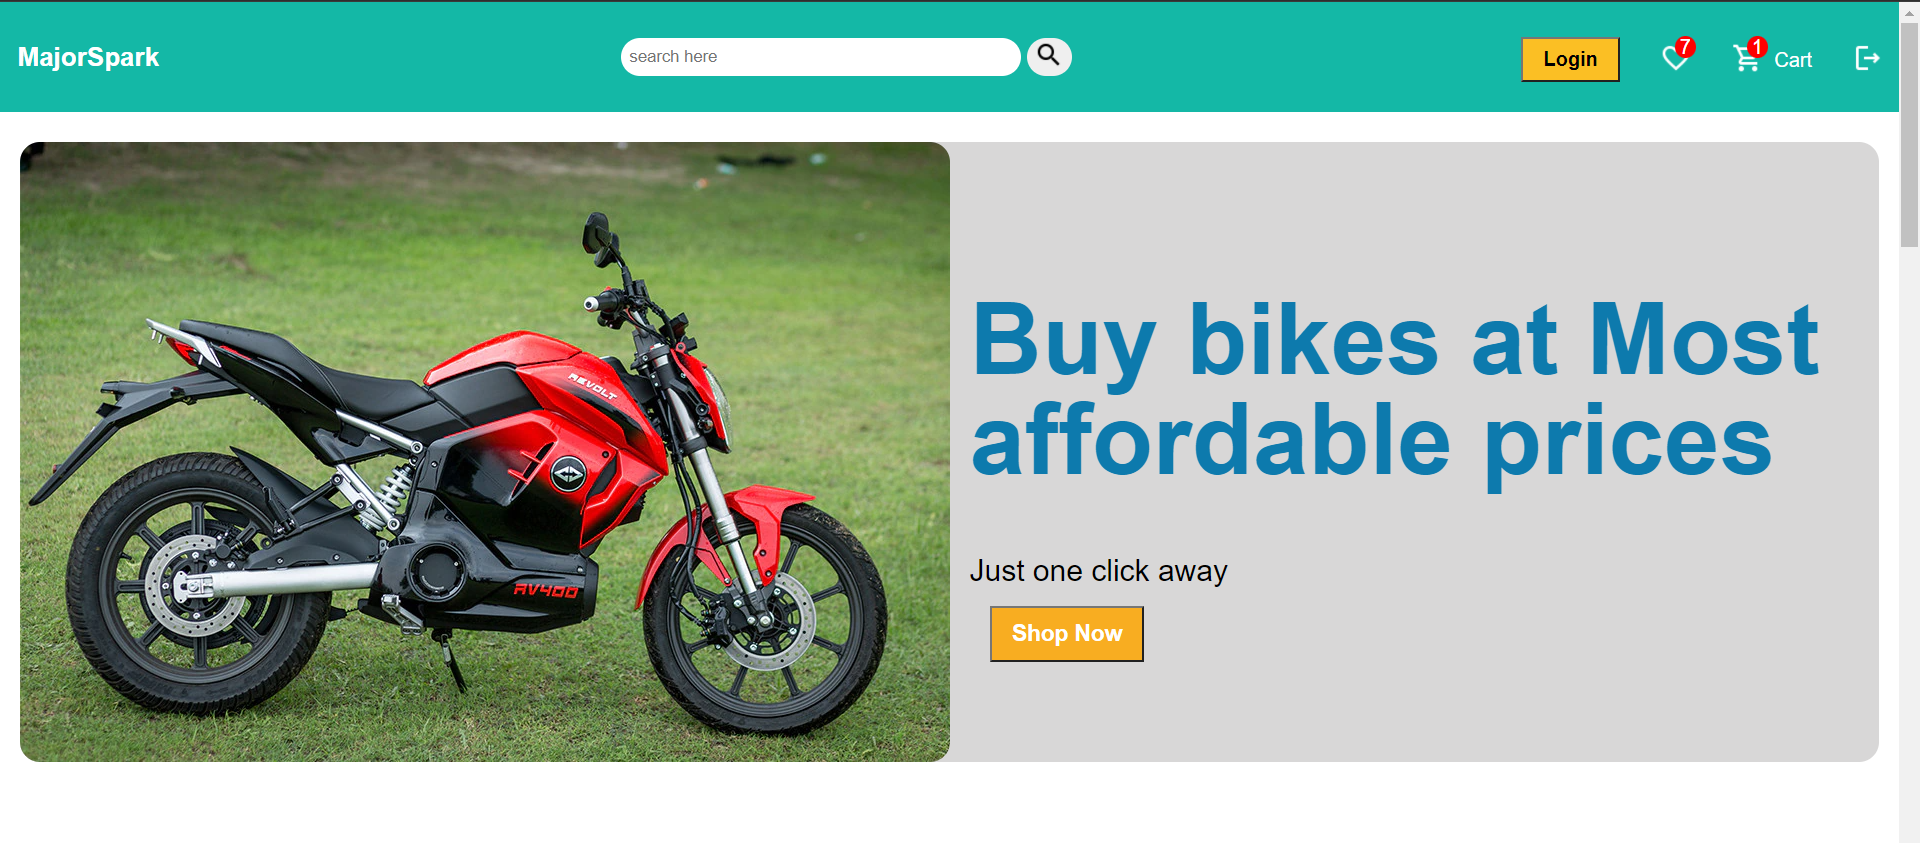 MajorSpark
search here
Login
7
1
Cart
REVOLT
RV400
Buy bikes at Most
affordable prices
Just one click away
Shop Now